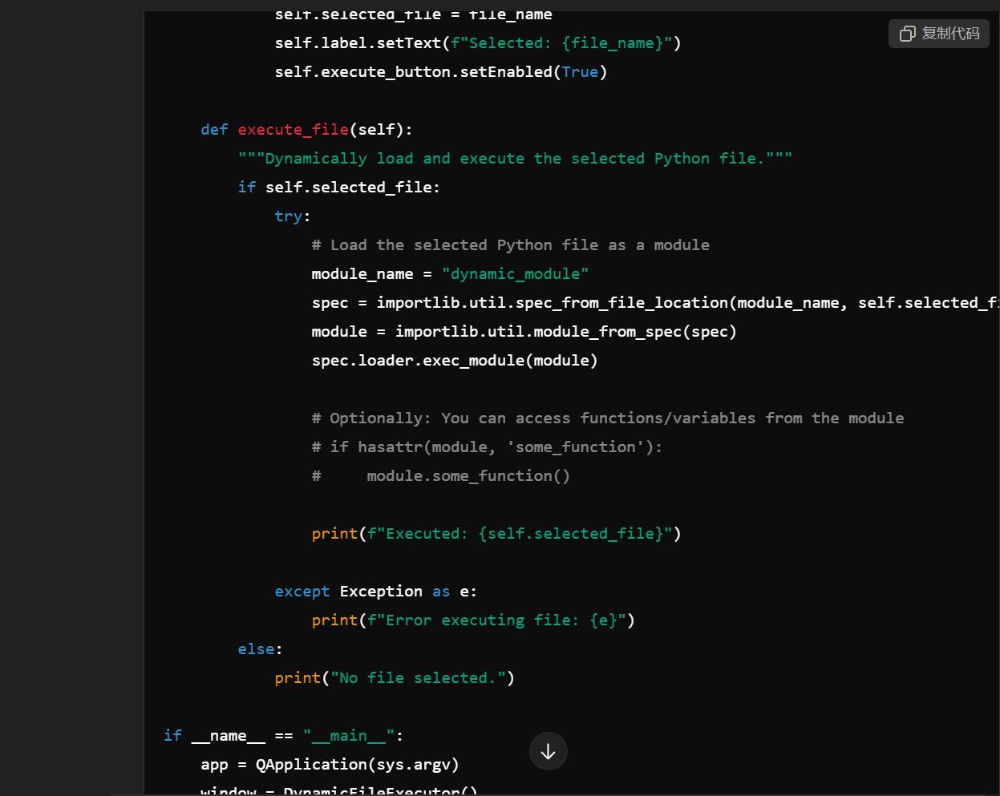 self.selected_file = file_name
复制代码
self.label.setText(f"Selected: {file_name}")
self.execute_button.setEnabled(True)
def execute_file(self):
"""Dynamically load and execute the selected Python file."""
if self.selected_file:
try:
# Load the selected Python file as a module
module_name = "dynamic_module"
spec = importlib.util.spec_from_file_location(module_name, self.selected_fi
module = importlib.util.module_from_spec(spec)
spec.loader.exec_module(module)
# Optionally: You can access functions/variables from the module
# if hasattr(module, 'some_function'):
#     module.some_function()
print(f"Executed: {self.selected_file}")
except Exception as e:
print(f"Error executing file: {e}")
else:
print("No file selected.")
if __name__ == "__main__":
app = QApplication(sys.argv)
window = DynamicFileExecutor()